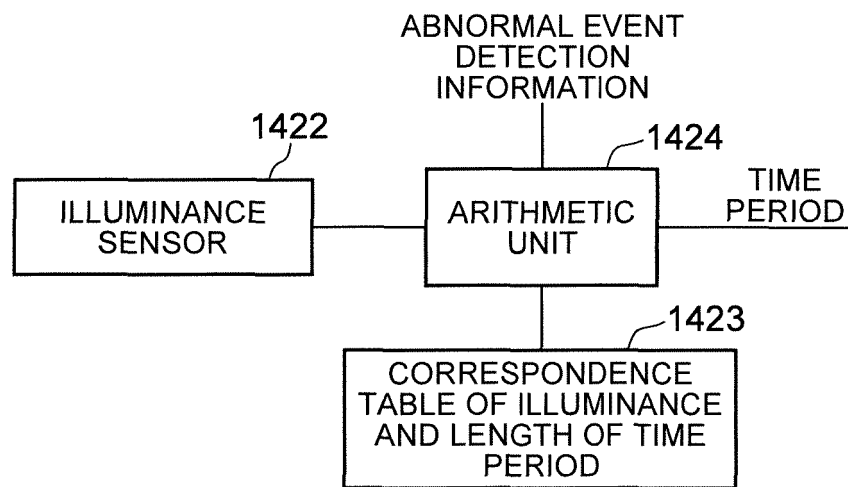 ABNORMAL EVENT
DETECTION
INFORMATION
1422
1424
ILLUMINANCE
SENSOR
ARITHMETIC
UNIT
TIME
PERIOD
1423
CORRESPONDENCE
TABLE OF ILLUMINANCE
AND LENGTH OF TIME
PERIOD